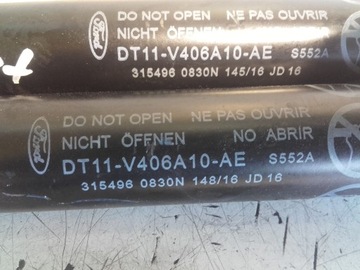 DO NOT OPEN NE PAS OUVRIR
NICHT ÖFFNEN
Ford DT11-V406A10-AE S552A
315496 0830N 145/16 JD 16
DO NOT OPEN NE PAS OUVRIR
NICHT ÖFFNEN NO ABRIR
Ford DT11-V406A10-AE S552A
315496 0830N 148/16 JD 16